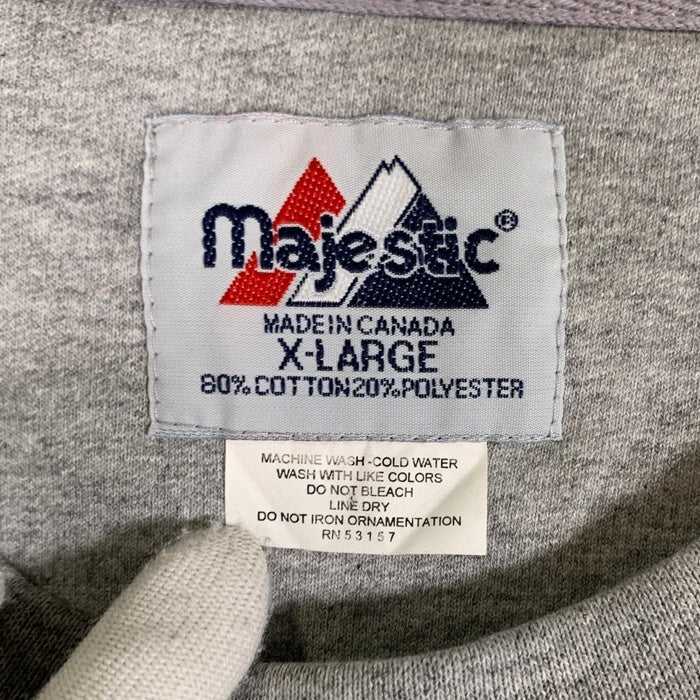 majestic®
MADE IN CANADA
X-LARGE
80% COTTON 20% POLYESTER
MACHINE WASH -COLD WATER
WASH WITH LIKE COLORS
DO NOT BLEACH
LINE DRY
DO NOT IRON ORNAMENTATION
RN 53157